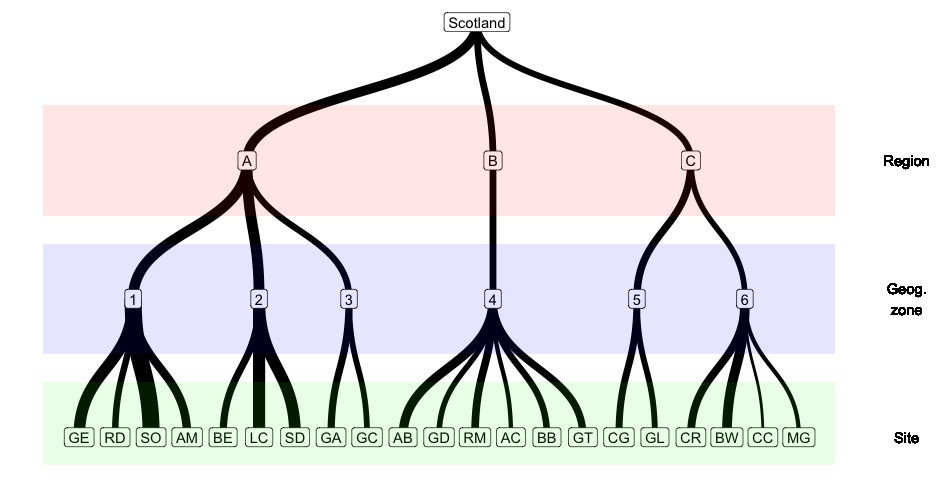 Scotland
A B C Region
1 2 3 4 5 6 Geog.
zone
GE RD SO AM BE LC SD GA GC AB GD RM AC BB GT CG GL CR BW CC MG Site